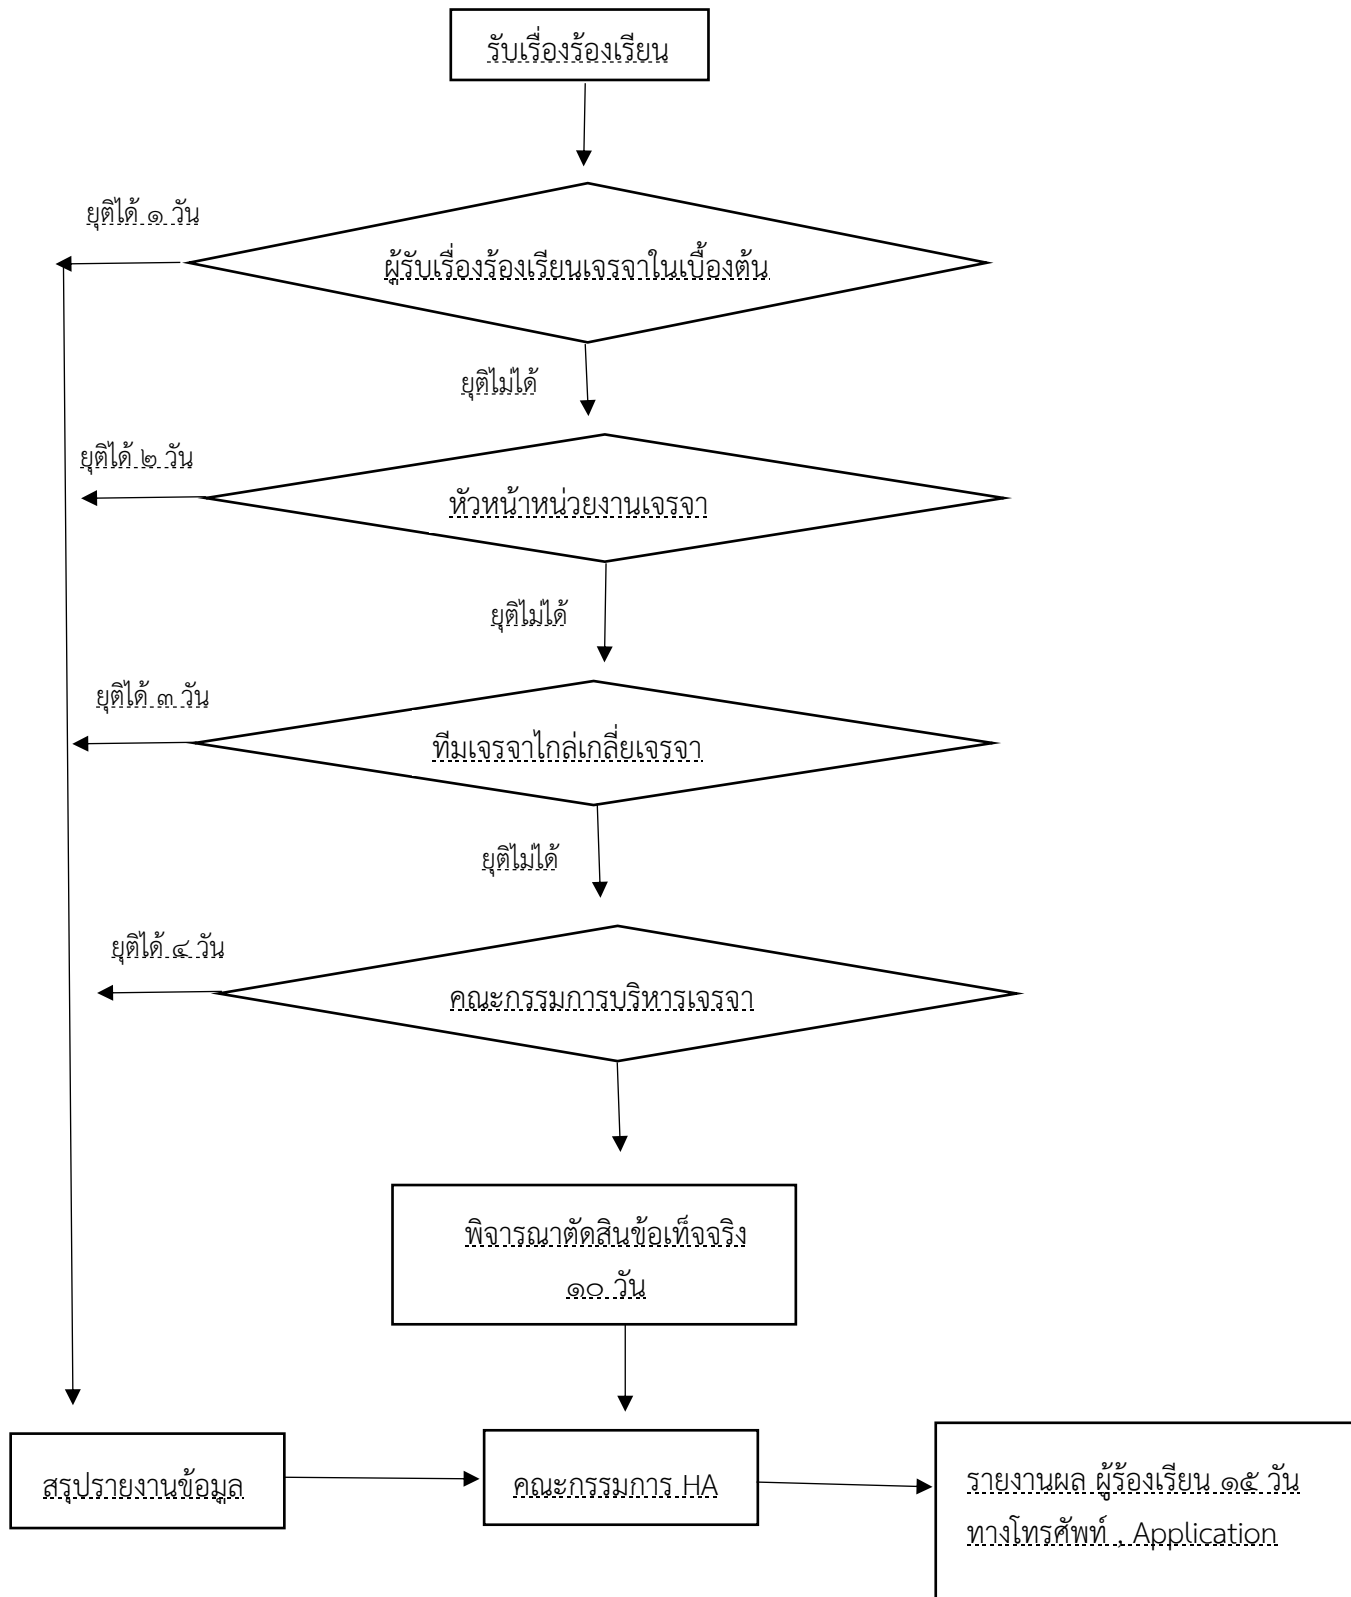 รับเรื่องร้องเรียน
ยุติได้ ๑ วัน
ผู้รับเรื่องร้องเรียนเจรจาในเบื้องต้น
ยุติไม่ได้
ยุติได้ ๒ วัน
หัวหน้าหน่วยงานเจรจา
ยุติไม่ได้
ยุติได้ ๓ วัน
ทีมเจรจาไกล่เกลี่ยเจรจา
ยุติไม่ได้
ยุติได้ ๔ วัน
คณะกรรมการบริหารเจรจา
พิจารณาตัดสินข้อเท็จจริง
๑๐ วัน
สรุปรายงานข้อมูล
คณะกรรมการ HA
รายงานผล ผู้ร้องเรียน ๑๕ วัน
ทางโทรศัพท์ , Application